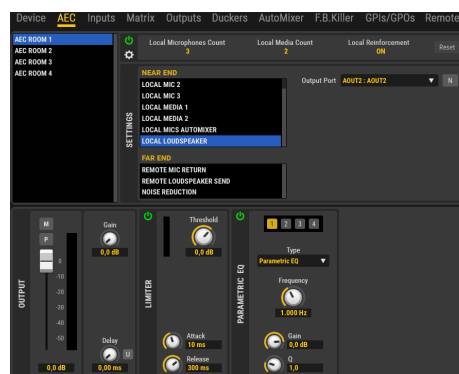 Device AEC Inputs Matrix Outputs Duckers AutoMixer F.B.Killer GPIs/GPOs Remote
AEC ROOM 1
AEC ROOM 2
AEC ROOM 3
AEC ROOM 4
Local Microphones Count
3
Local Media Count
2
Local Reinforcement
ON
Reset
SETTINGS
NEAR END
LOCAL MIC 2
LOCAL MIC 3
LOCAL MEDIA 1
LOCAL MEDIA 2
LOCAL MICS AUTOMIXER
LOCAL LOUDSPEAKER
FAR END
REMOTE MIC RETURN
REMOTE LOUDSPEAKER SEND
NOISE REDUCTION
Output Port AOUT2 : AOUT2 N
OUTPUT
M
P
0
-10
-20
-30
-40
-50
0,0 dB
Gain
0,0 dB
Delay
U
0,00 ms
LIMITER
Threshold
0,0 dB
Attack
10 ms
Release
300 ms
PARAMETRIC EQ
1 2 3 4
Type
Parametric EQ
Frequency
1.000 Hz
Gain
0,0 dB
Q
1,0